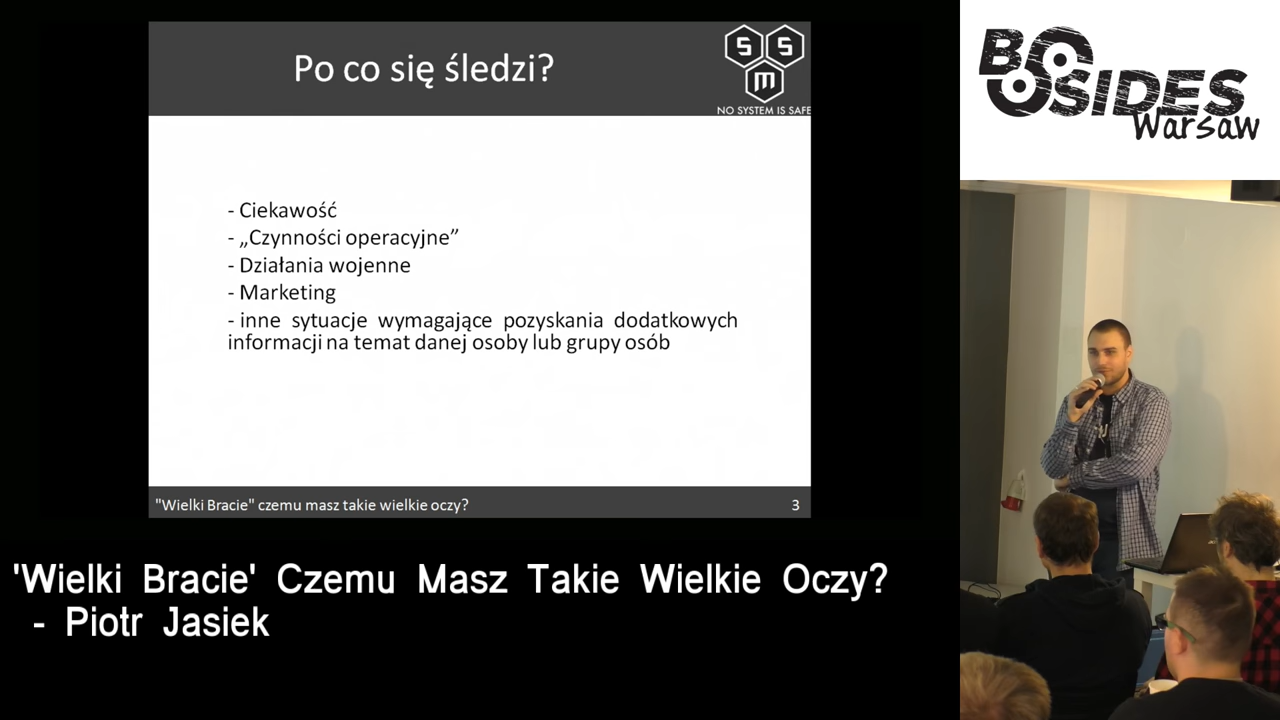 Po co się śledzi?
S S
m
NO SYSTEM IS SAFE
- Ciekawość
- „Czynności operacyjne”
- Działania wojenne
- Marketing
- inne sytuacje wymagające pozyskania dodatkowych
informacji na temat danej osoby lub grupy osób
"Wielki Bracie" czemu masz takie wielkie oczy?
3
'Wielki Bracie' Czemu Masz Takie Wielkie Oczy?
- Piotr Jasiek
BSIDES
Warsaw